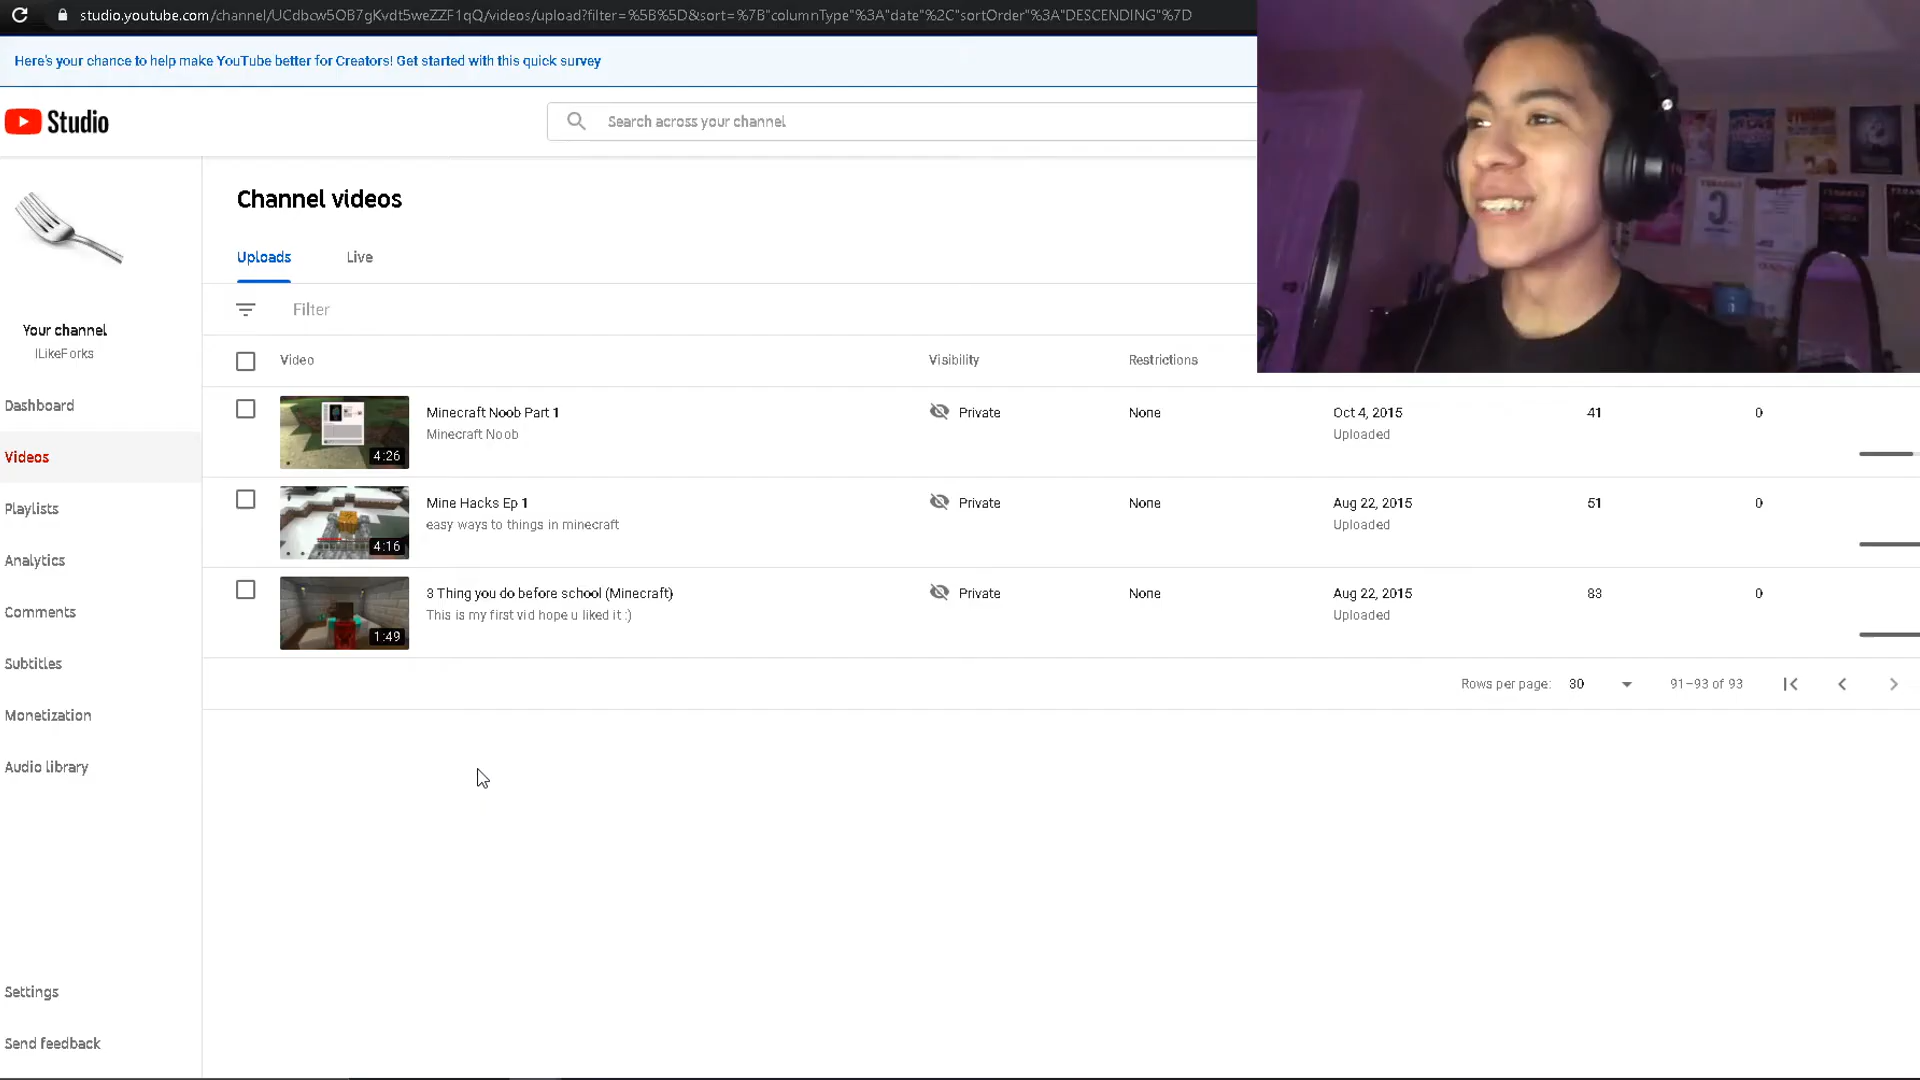 studio.youtube.com/channel/UCdbcw5OB7gKvdt5weZZF1qQ/videos/upload?filter=%5B%5D&sort=%7B"columnType"%3A"date"%2C"sortOrder"%3A"DESCENDING"%7D
Here's your chance to help make YouTube better for Creators! Get started with this quick survey
Studio
Search across your channel
Channel videos
Uploads
Live
Filter
Your channel
ILikeForks
Video
Visibility
Restrictions
Dashboard
Videos
Playlists
Analytics
Comments
Subtitles
Monetization
Audio library
Settings
Send feedback
4:26
Minecraft Noob Part 1
Minecraft Noob
Private
None
Oct 4, 2015
Uploaded
41
0
4:16
Mine Hacks Ep 1
easy ways to things in minecraft
Private
None
Aug 22, 2015
Uploaded
51
0
1:49
3 Thing you do before school (Minecraft)
This is my first vid hope u liked it :)
Private
None
Aug 22, 2015
Uploaded
83
0
Rows per page:
30
91–93 of 93